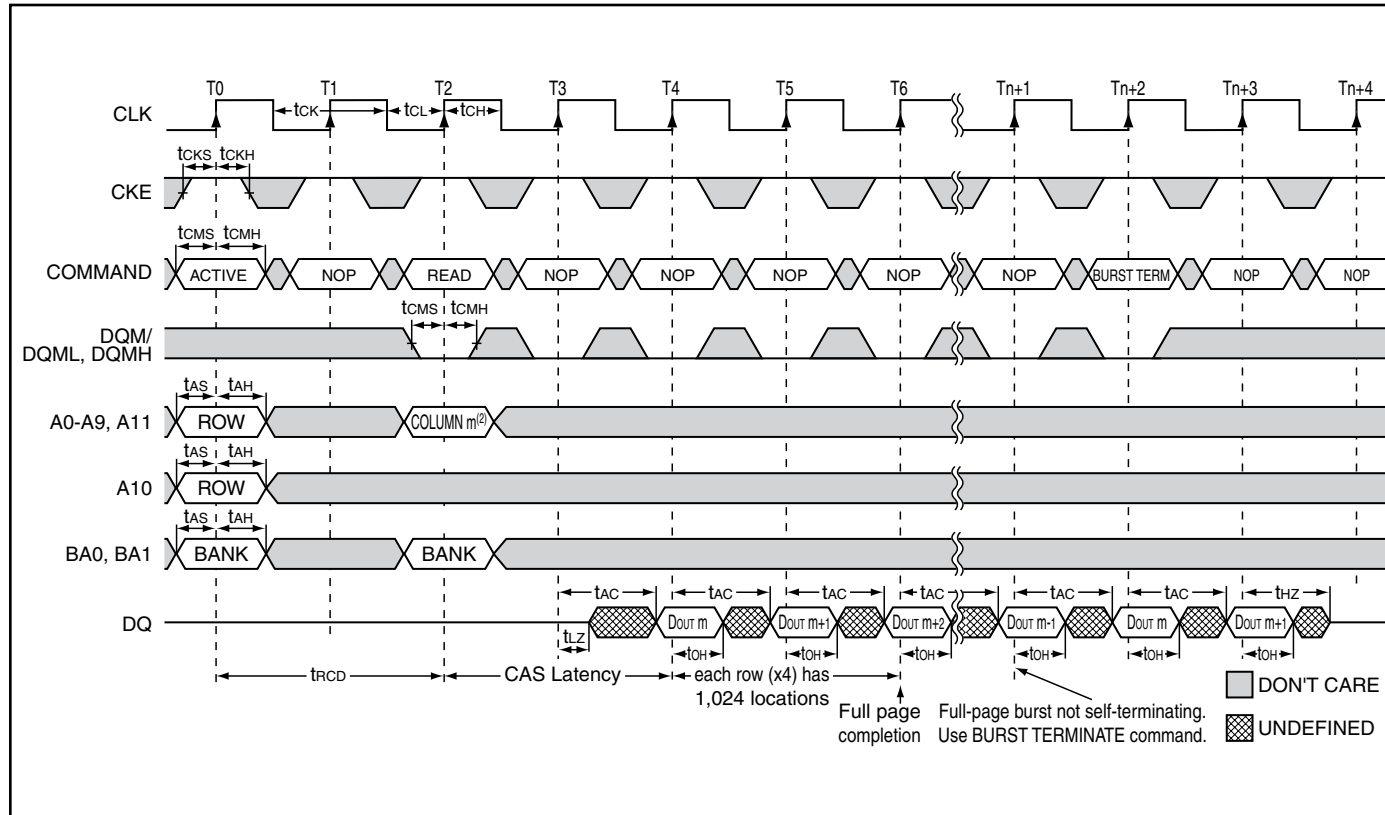 T0 T1 T2 T3 T4 T5 T6 Tn+1 Tn+2 Tn+3 Tn+4
CLK tCK tCL tCH
tCKS tCKH
CKE
tCMS tCMH
COMMAND ACTIVE NOP READ NOP NOP NOP NOP NOP BURST TERM NOP NOP
tCMS tCMH
DQM/
DQML, DQMH
tAS tAH
A0-A9, A11 ROW COLUMN m(2)
tAS tAH
A10 ROW
tAS tAH
BA0, BA1 BANK BANK
tAC tAC tAC tAC tAC tAC tHZ
DQ DOUT m DOUT m+1 DOUT m+2 DOUT m-1 DOUT m DOUT m+1
tLZ tOH tOH tOH tOH tOH tOH
tRCD CAS Latency each row (x4) has
1,024 locations
Full page
completion
Full-page burst not self-terminating.
Use BURST TERMINATE command.
DON'T CARE
UNDEFINED